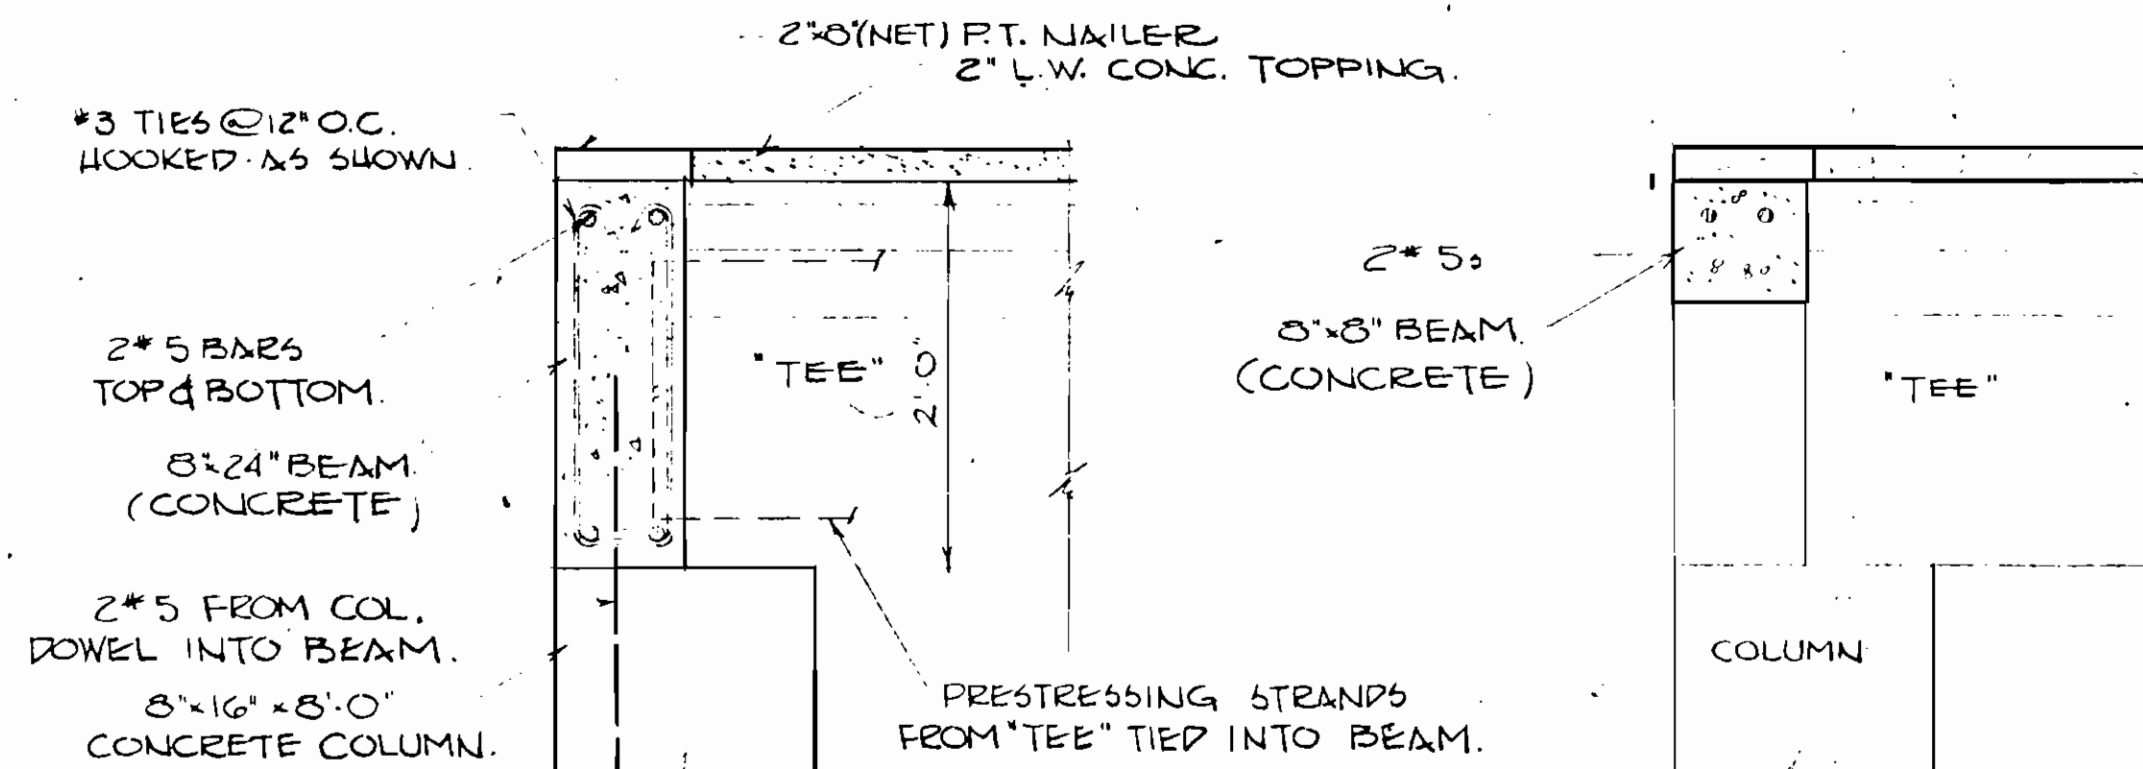 2"x8"(NET) P.T. NAILER
2" L.W. CONC. TOPPING.
#3 TIES @ 12" O.C.
HOOKED AS SHOWN.
2# 5 BARS
TOP & BOTTOM.
8"x24" BEAM.
(CONCRETE)
2# 5 FROM COL.
DOWEL INTO BEAM.
8"x16"x8'-0"
CONCRETE COLUMN.
"TEE"
2'-0"
PRESTRESSING STRANDS
FROM "TEE" TIED INTO BEAM.
2# 5s
8"x8" BEAM.
(CONCRETE)
"TEE"
COLUMN